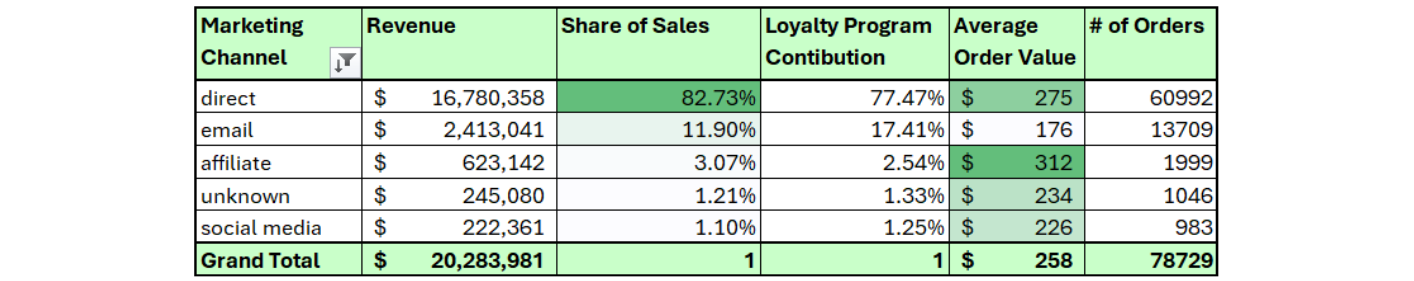 Marketing Channel Revenue Share of Sales Loyalty Program Contibution Average Order Value # of Orders
direct $ 16,780,358 82.73% 77.47% $ 275 60992
email $ 2,413,041 11.90% 17.41% $ 176 13709
affiliate $ 623,142 3.07% 2.54% $ 312 1999
unknown $ 245,080 1.21% 1.33% $ 234 1046
social media $ 222,361 1.10% 1.25% $ 226 983
Grand Total $ 20,283,981 1 1 $ 258 78729